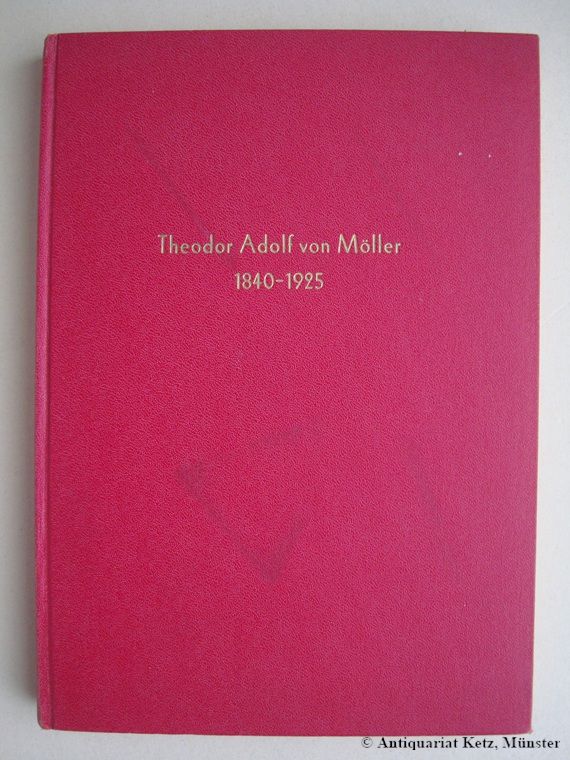 Theodor Adolf von Möller
1840-1925
© Antiquariat Ketz, Münster